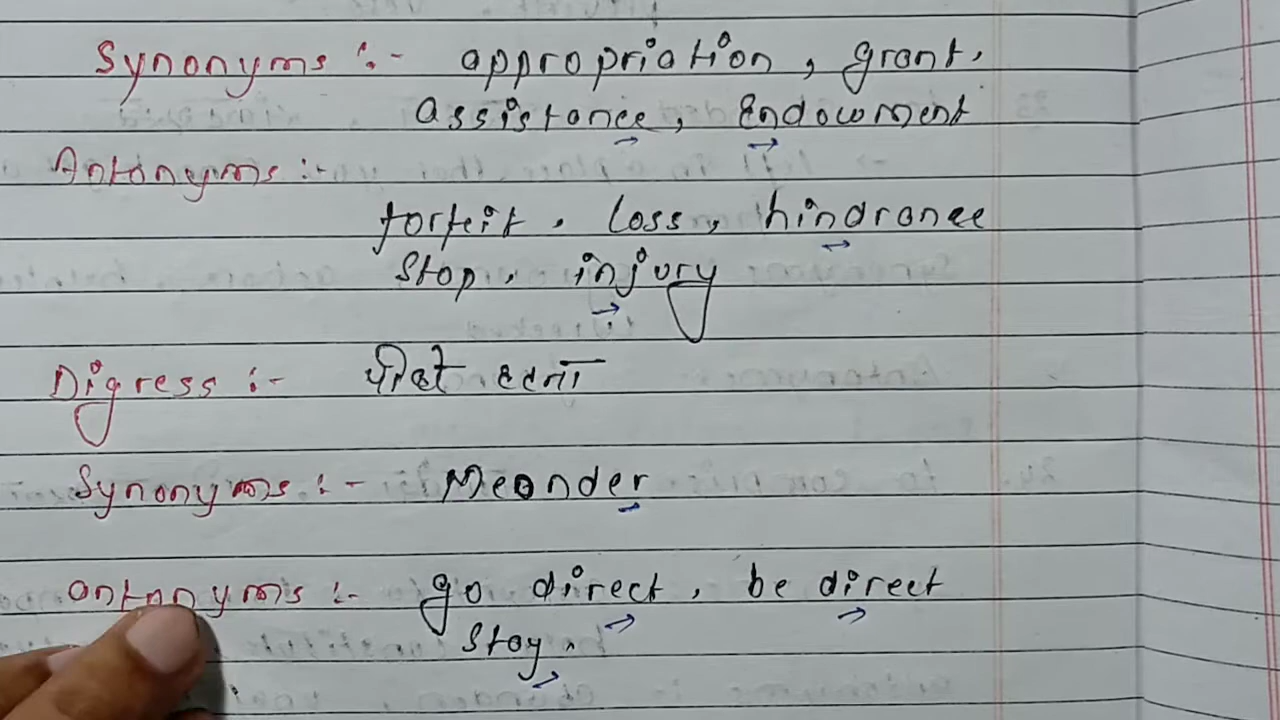 Synonyms :- appropriation, grant,
assistance, Endowment
Antonyms :-
forfeit, Loss, hindrance
Stop, injury
Digress :- पीछे हटना
Synonyms :- Meander
antonyms :- go direct, be direct
Stay,